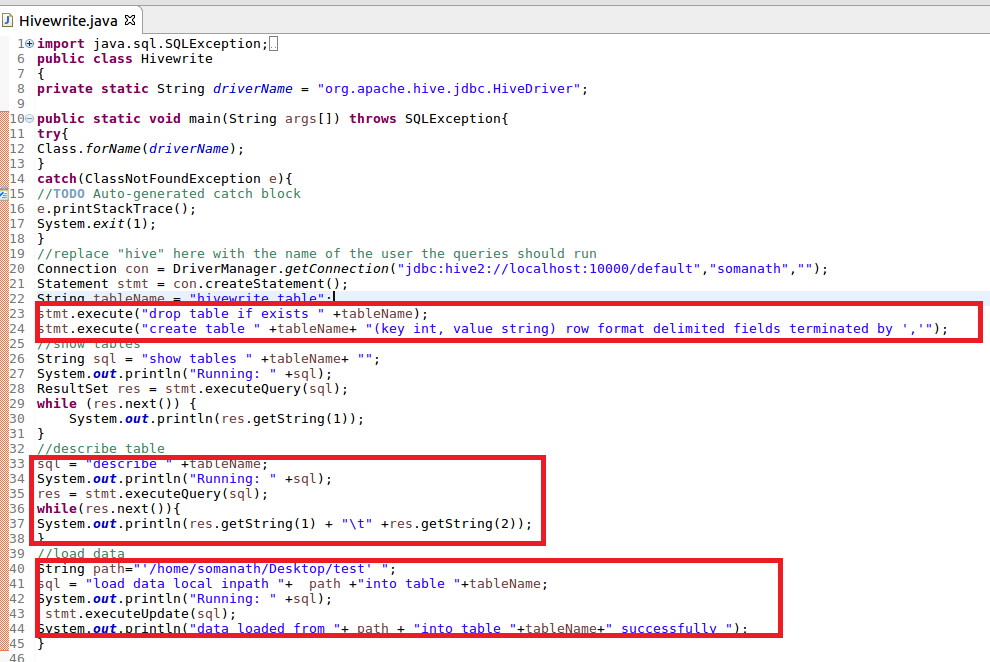 Hivewrite.java
1 import java.sql.SQLException;
6 public class Hivewrite
7 {
8 private static String driverName = "org.apache.hive.jdbc.HiveDriver";
9
10 public static void main(String args[]) throws SQLException{
11 try{
12 Class.forName(driverName);
13 }
14 catch(ClassNotFoundException e){
15 //TODO Auto-generated catch block
16 e.printStackTrace();
17 System.exit(1);
18 }
19 //replace "hive" here with the name of the user the queries should run
20 Connection con = DriverManager.getConnection("jdbc:hive2://localhost:10000/default","somanath","");
21 Statement stmt = con.createStatement();
22 String tableName = "hivewrite_table";
23 stmt.execute("drop table if exists " +tableName);
24 stmt.execute("create table " +tableName+ "(key int, value string) row format delimited fields terminated by ','");
25 //show tables
26 String sql = "show tables " +tableName+ "";
27 System.out.println("Running: " +sql);
28 ResultSet res = stmt.executeQuery(sql);
29 while (res.next()) {
30     System.out.println(res.getString(1));
31 }
32 //describe table
33 sql = "describe " +tableName;
34 System.out.println("Running: " +sql);
35 res = stmt.executeQuery(sql);
36 while(res.next()){
37 System.out.println(res.getString(1) + "\t" +res.getString(2));
38 }
39 //load data
40 String path="'/home/somanath/Desktop/test' ";
41 sql = "load data local inpath "+  path +"into table "+tableName;
42 System.out.println("Running: " +sql);
43  stmt.executeUpdate(sql);
44 System.out.println("data loaded from "+ path + "into table "+tableName+" successfully ");
45 }
46